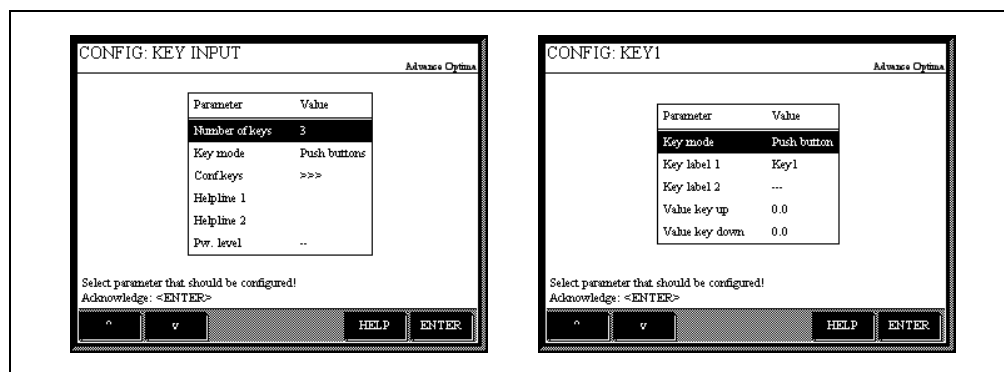 CONFIG: KEY INPUT
Advance Optima
Parameter Value
Number of keys 3
Key mode Push buttons
Conf.keys >>>
Helpline 1
Helpline 2
Pw. level --
Select parameter that should be configured!
Acknowledge: <ENTER>
^ v HELP ENTER
CONFIG: KEY1
Advance Optima
Parameter Value
Key mode Push button
Key label 1 Key1
Key label 2 ---
Value key up 0.0
Value key down 0.0
Select parameter that should be configured!
Acknowledge: <ENTER>
^ v HELP ENTER